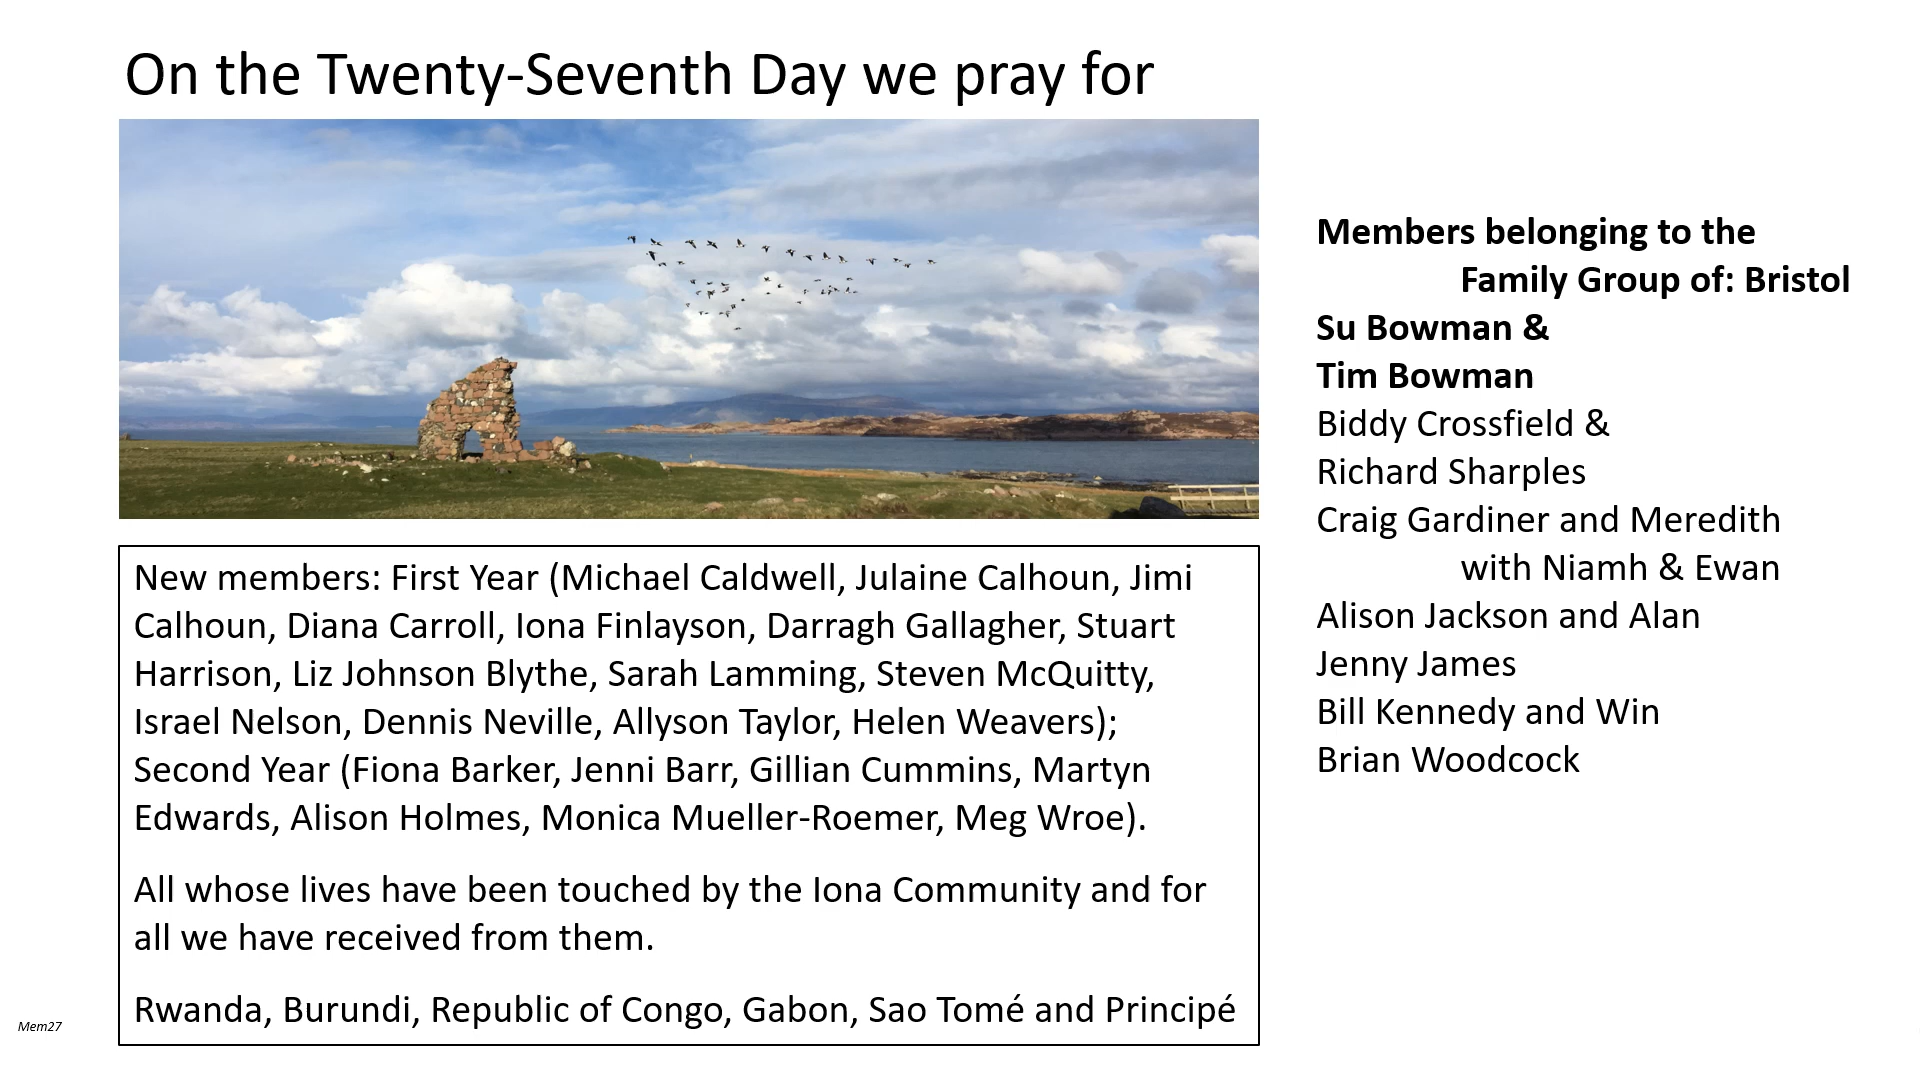 On the Twenty-Seventh Day we pray for
New members: First Year (Michael Caldwell, Julaine Calhoun, Jimi
Calhoun, Diana Carroll, Iona Finlayson, Darragh Gallagher, Stuart
Harrison, Liz Johnson Blythe, Sarah Lamming, Steven McQuitty,
Israel Nelson, Dennis Neville, Allyson Taylor, Helen Weavers);
Second Year (Fiona Barker, Jenni Barr, Gillian Cummins, Martyn
Edwards, Alison Holmes, Monica Mueller-Roemer, Meg Wroe).
All whose lives have been touched by the Iona Community and for
all we have received from them.
Rwanda, Burundi, Republic of Congo, Gabon, Sao Tomé and Principé
Members belonging to the
Family Group of: Bristol
Su Bowman &
Tim Bowman
Biddy Crossfield &
Richard Sharples
Craig Gardiner and Meredith
with Niamh & Ewan
Alison Jackson and Alan
Jenny James
Bill Kennedy and Win
Brian Woodcock
Mem27